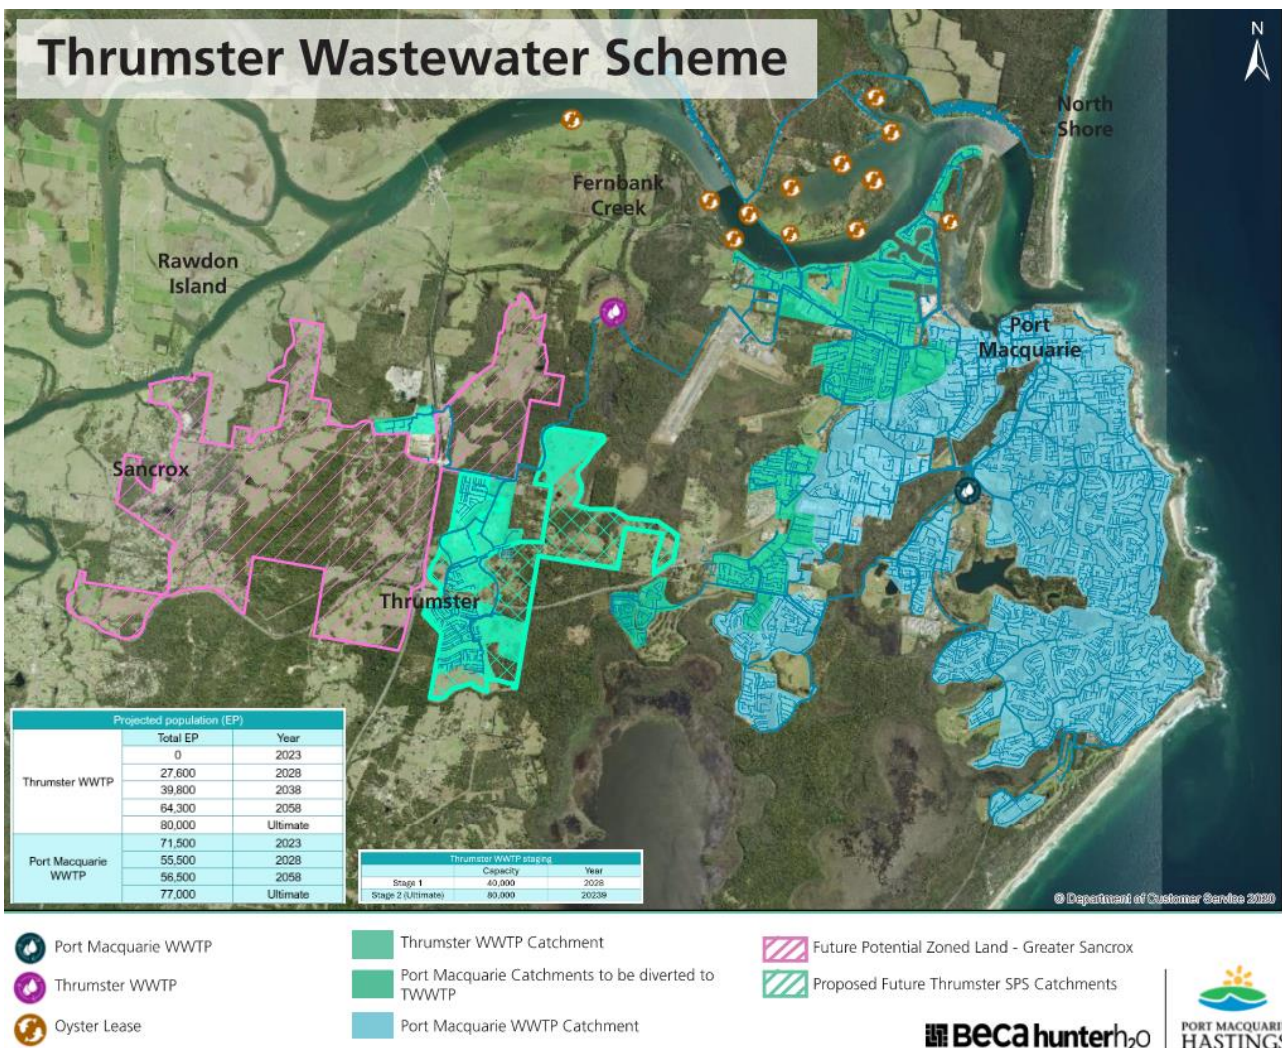 Thrumster Wastewater Scheme
N
North
Shore
Fernbank
Creek
Rawdon
Island
Port
Macquarie
Sancrox
Thrumster
Projected population (EP)
Total EP Year
Thrumster WWTP
0 2023
27,600 2028
39,800 2038
64,300 2058
80,000 Ultimate
Port Macquarie
WWTP
71,500 2023
55,500 2028
56,500 2058
77,000 Ultimate
Thrumster WWTP staging
Capacity Year
Stage 1 40,000 2028
Stage 2 (Ultimate) 80,000 20239
© Department of Customer Service 2020
Port Macquarie WWTP
Thrumster WWTP
Oyster Lease
Thrumster WWTP Catchment
Port Macquarie Catchments to be diverted to
TWWTP
Port Macquarie WWTP Catchment
Future Potential Zoned Land - Greater Sancrox
Proposed Future Thrumster SPS Catchments
Beca hunterh2o
PORT MACQUARIE
HASTINGS